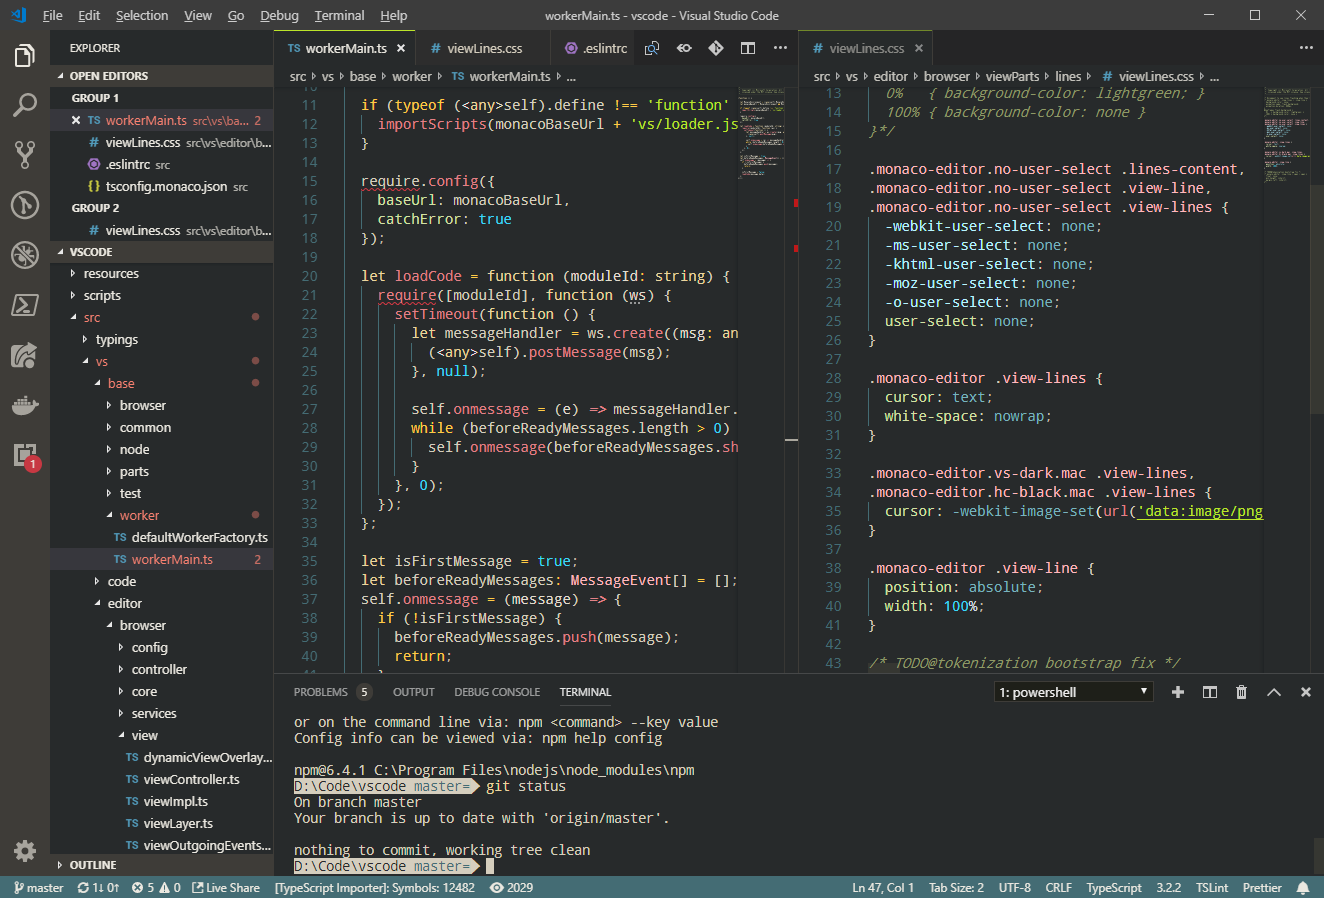 File Edit Selection View Go Debug Terminal Help
workerMain.ts - vscode - Visual Studio Code
EXPLORER
OPEN EDITORS
GROUP 1
TS workerMain.ts src\vs\ba... 2
# viewLines.css src\vs\editor\b...
.eslintrc src
{} tsconfig.monaco.json src
GROUP 2
# viewLines.css src\vs\editor\b...
VSCODE
resources
scripts
src
typings
vs
base
browser
common
node
parts
test
worker
TS defaultWorkerFactory.ts
TS workerMain.ts 2
code
editor
browser
config
controller
core
services
view
TS dynamicViewOverlay...
TS viewController.ts
TS viewImpl.ts
TS viewLayer.ts
TS viewOutgoingEvents...
OUTLINE
1
TS workerMain.ts
# viewLines.css
.eslintrc
src vs base worker TS workerMain.ts ...
10
11 if (typeof (<any>self).define !== 'function'
12 importScripts(monacoBaseUrl + 'vs/loader.js
13 }
14
15 require.config({
16 baseUrl: monacoBaseUrl,
17 catchError: true
18 });
19
20 let loadCode = function (moduleId: string) {
21 require([moduleId], function (ws) {
22 setTimeout(function () {
23 let messageHandler = ws.create((msg: an
24 (<any>self).postMessage(msg);
25 }, null);
26
27 self.onmessage = (e) => messageHandler.
28 while (beforeReadyMessages.length > 0)
29 self.onmessage(beforeReadyMessages.sh
30 }
31 }, 0);
32 });
33 };
34
35 let isFirstMessage = true;
36 let beforeReadyMessages: MessageEvent[] = [];
37 self.onmessage = (message) => {
38 if (!isFirstMessage) {
39 beforeReadyMessages.push(message);
40 return;
# viewLines.css
src vs editor browser viewParts lines # viewLines.css ...
13 0% { background-color: lightgreen; }
14 100% { background-color: none }
15 }*/
16
17 .monaco-editor.no-user-select .lines-content,
18 .monaco-editor.no-user-select .view-line,
19 .monaco-editor.no-user-select .view-lines {
20 -webkit-user-select: none;
21 -ms-user-select: none;
22 -khtml-user-select: none;
23 -moz-user-select: none;
24 -o-user-select: none;
25 user-select: none;
26 }
27
28 .monaco-editor .view-lines {
29 cursor: text;
30 white-space: nowrap;
31 }
32
33 .monaco-editor.vs-dark.mac .view-lines,
34 .monaco-editor.hc-black.mac .view-lines {
35 cursor: -webkit-image-set(url('data:image/png
36 }
37
38 .monaco-editor .view-line {
39 position: absolute;
40 width: 100%;
41 }
42
43 /* TODO@tokenization bootstrap fix */
PROBLEMS 5 OUTPUT DEBUG CONSOLE TERMINAL
1: powershell
or on the command line via: npm <command> --key value
Config info can be viewed via: npm help config
npm@6.4.1 C:\Program Files\nodejs\node_modules\npm
D:\Code\vscode master= git status
On branch master
Your branch is up to date with 'origin/master'.
nothing to commit, working tree clean
D:\Code\vscode master=
master 1↓ 0↑ 5 0 Live Share [TypeScript Importer]: Symbols: 12482 2029
Ln 47, Col 1 Tab Size: 2 UTF-8 CRLF TypeScript 3.2.2 TSLint Prettier